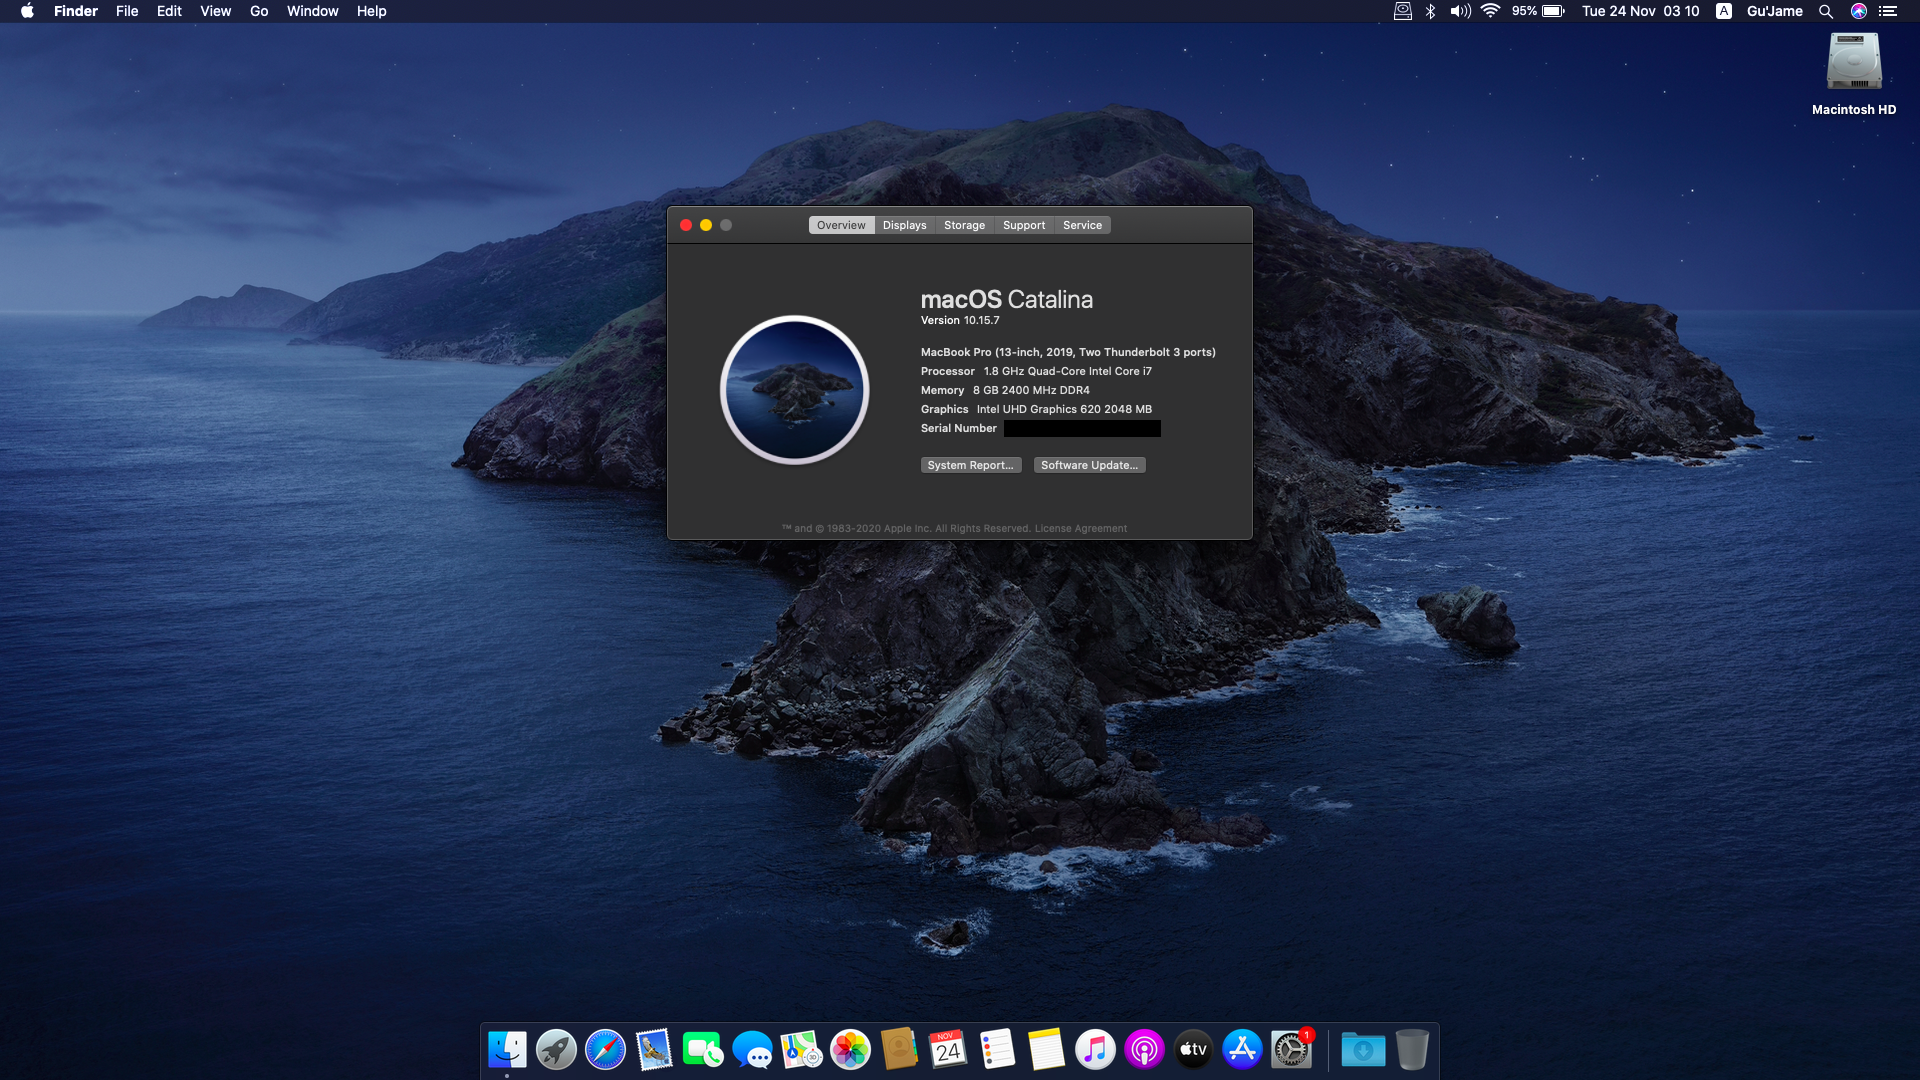 Finder File Edit View Go Window Help
95% Tue 24 Nov 03 10 A Gu'Jame
Macintosh HD
Overview Displays Storage Support Service
macOS Catalina
Version 10.15.7
MacBook Pro (13-inch, 2019, Two Thunderbolt 3 ports)
Processor 1.8 GHz Quad-Core Intel Core i7
Memory 8 GB 2400 MHz DDR4
Graphics Intel UHD Graphics 620 2048 MB
Serial Number
System Report...
Software Update...
™ and © 1983-2020 Apple Inc. All Rights Reserved. License Agreement
3D
NOV
24
tv
1